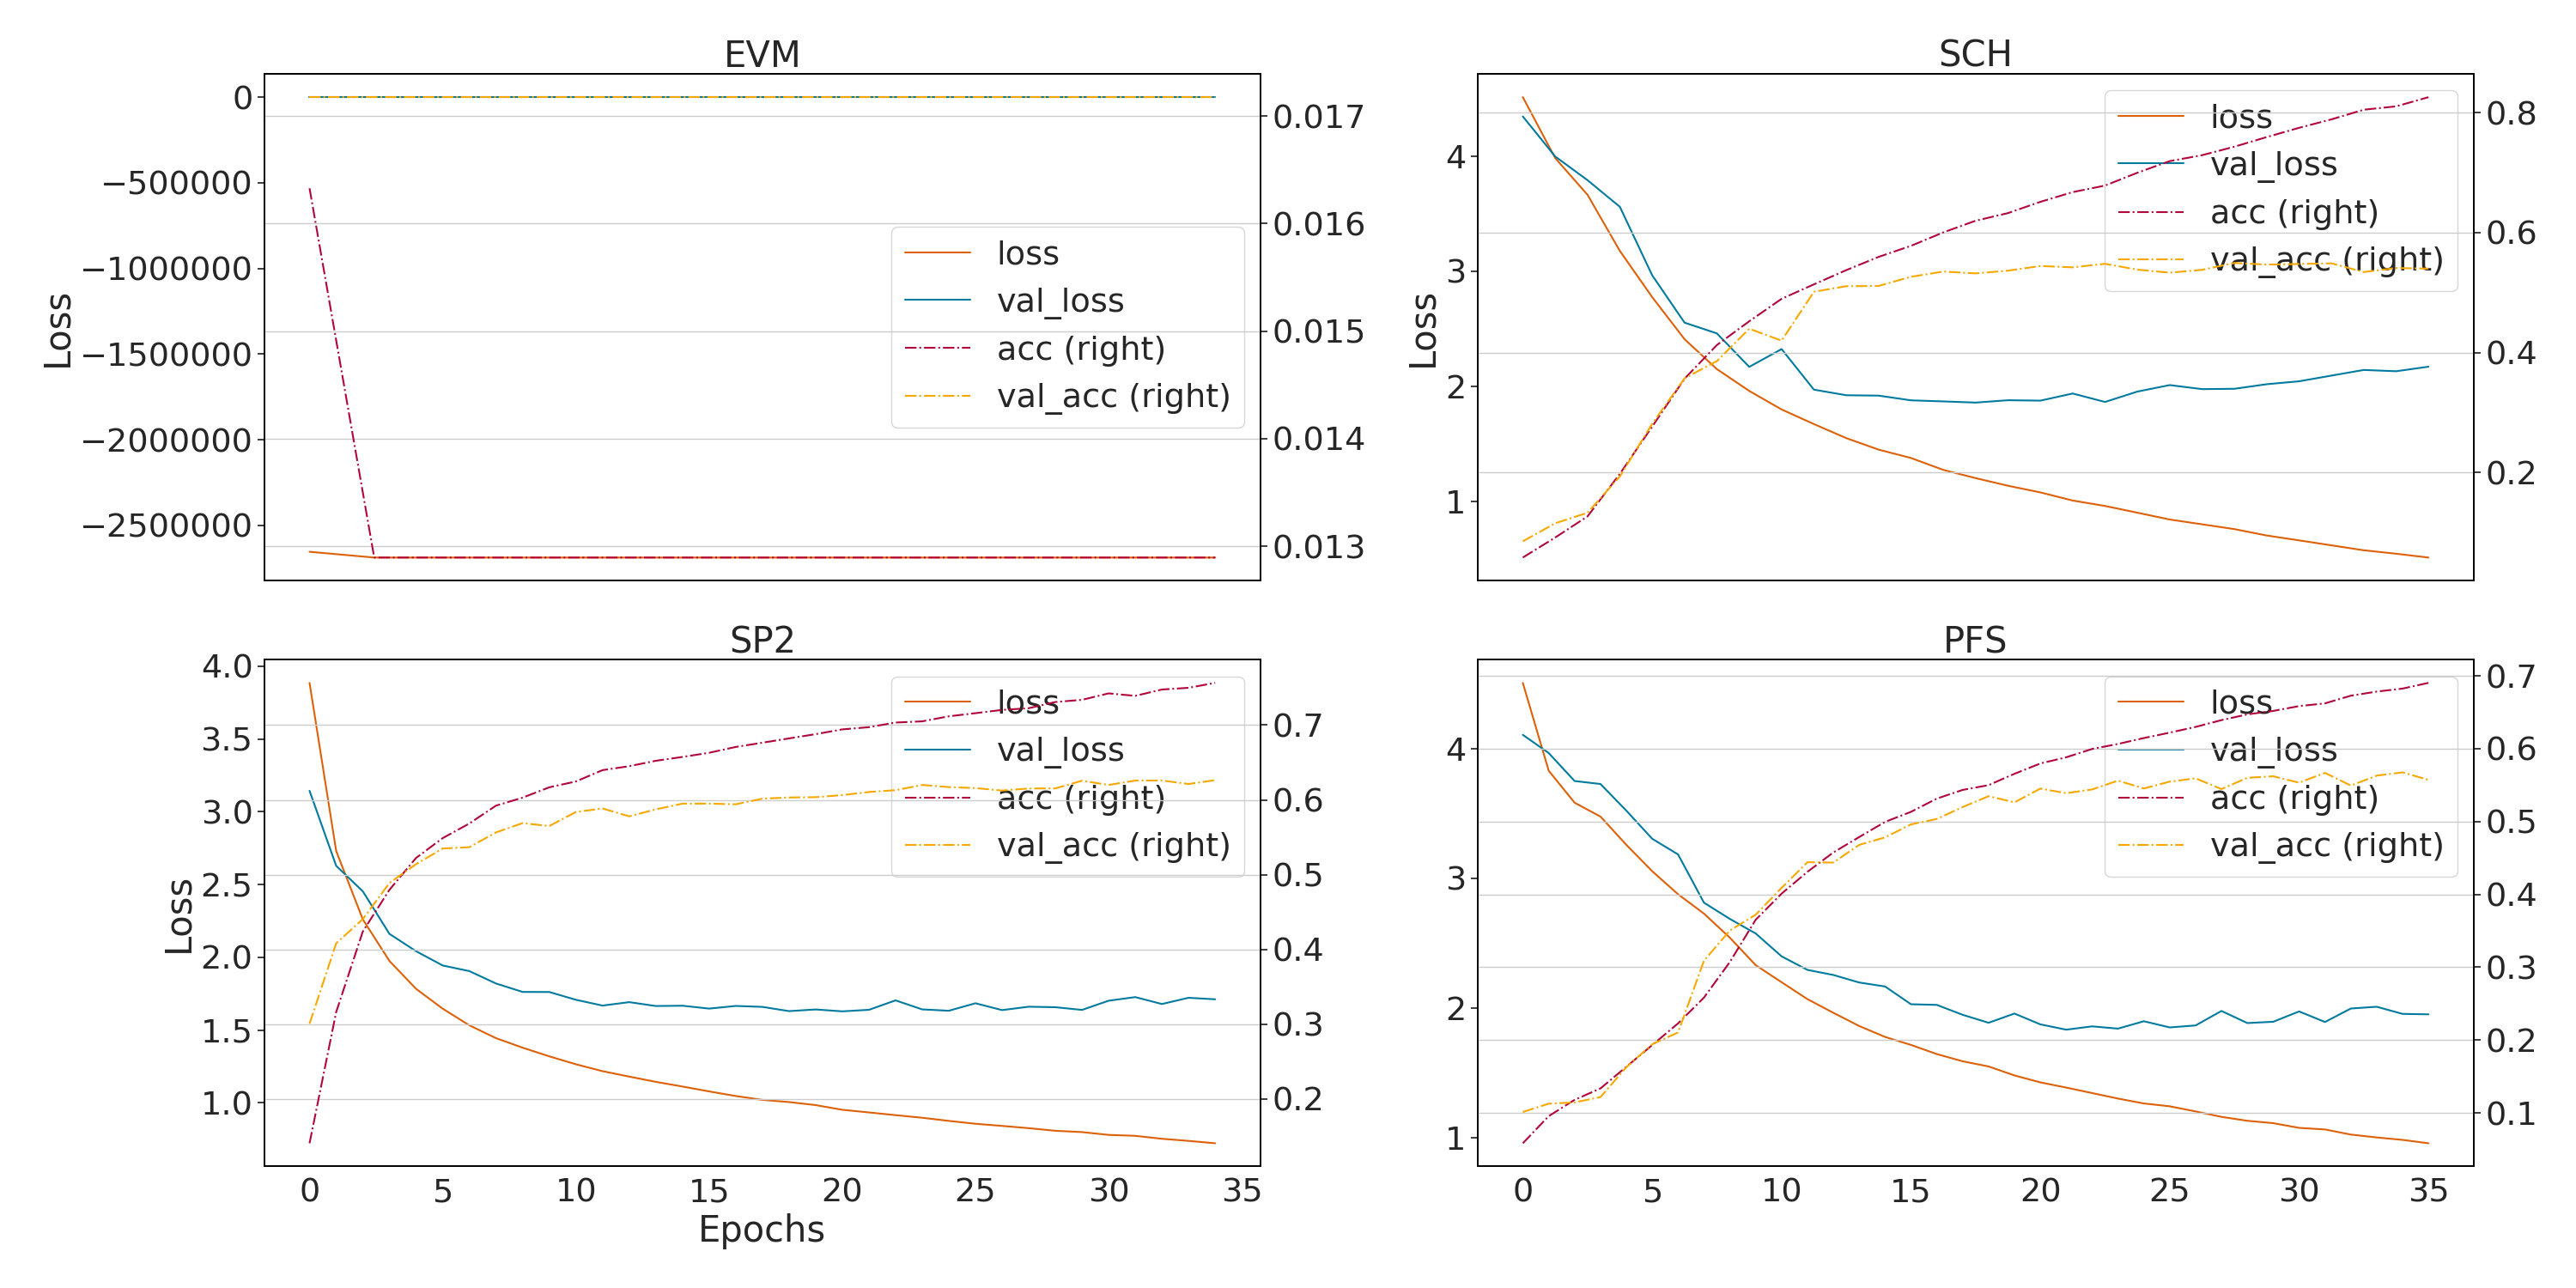 EVM
0
−500000
−1000000
−1500000
−2000000
−2500000
Loss
0.017
0.016
0.015
0.014
0.013
loss
val_loss
acc (right)
val_acc (right)
SCH
4
3
2
1
Loss
0.8
0.6
0.4
0.2
loss
val_loss
acc (right)
val_acc (right)
SP2
4.0
3.5
3.0
2.5
2.0
1.5
1.0
Loss
0.7
0.6
0.5
0.4
0.3
0.2
loss
val_loss
acc (right)
val_acc (right)
0 5 10 15 20 25 30 35
Epochs
PFS
4
3
2
1
0.7
0.6
0.5
0.4
0.3
0.2
0.1
loss
val_loss
acc (right)
val_acc (right)
0 5 10 15 20 25 30 35